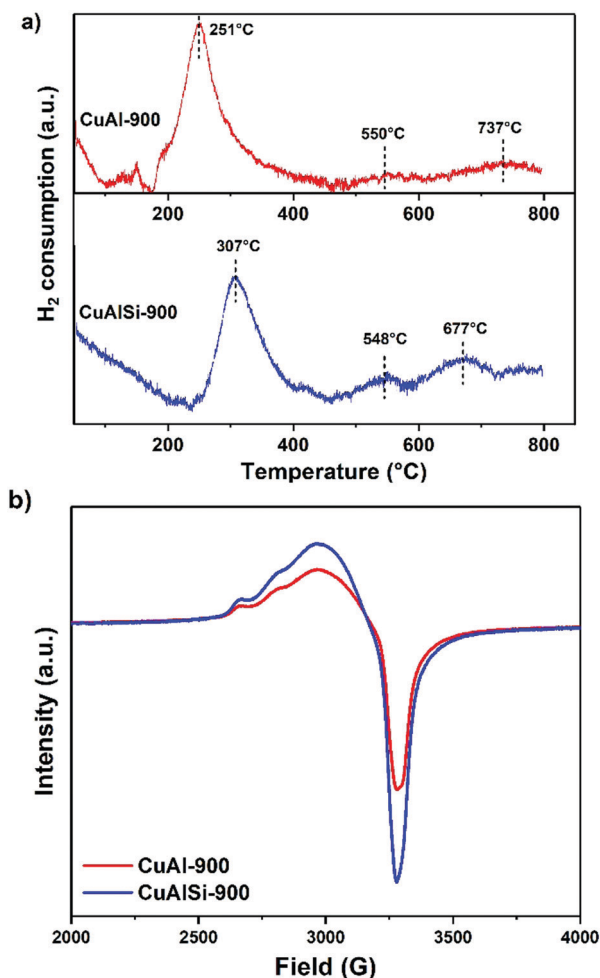 a)
251°C
CuAl-900
550°C
737°C
200
400
600
800
307°C
CuAlSi-900
548°C
677°C
200
400
600
800
H₂ consumption (a.u.)
Temperature (°C)
b)
Intensity (a.u.)
CuAl-900
CuAlSi-900
2000
2500
3000
3500
4000
Field (G)